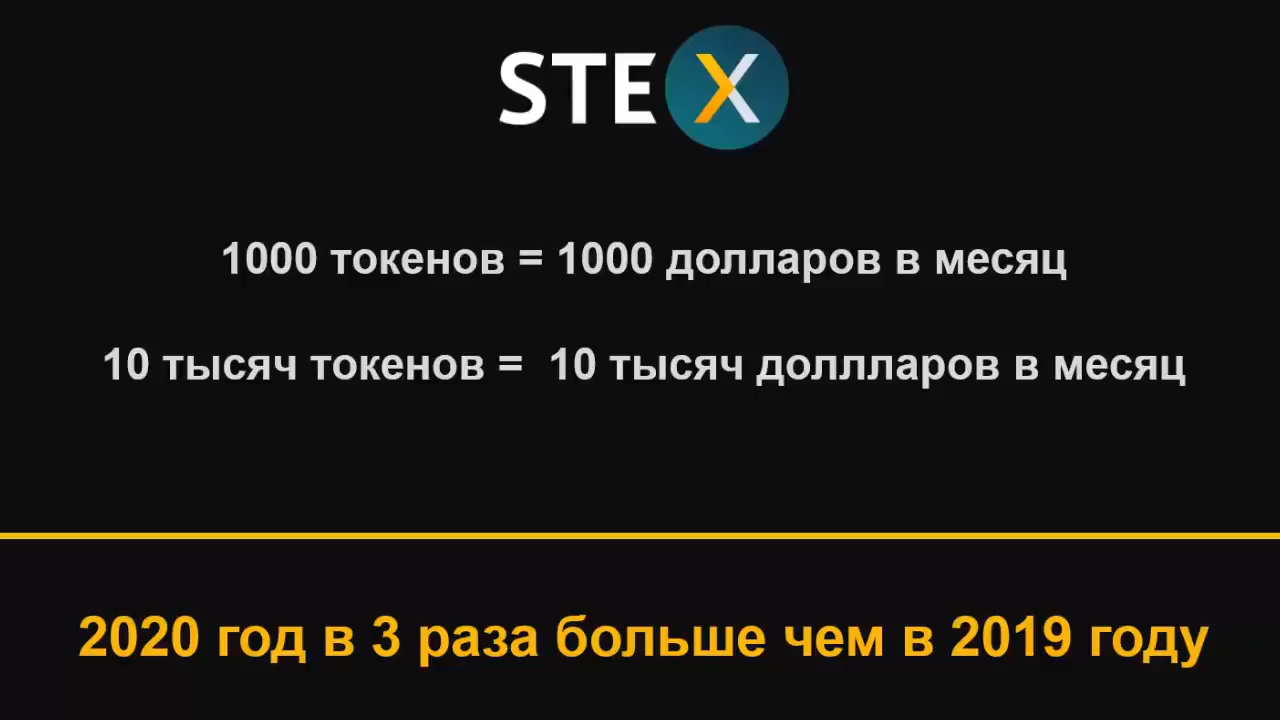 STEX
1000 токенов = 1000 долларов в месяц
10 тысяч токенов = 10 тысяч доллларов в месяц
2020 год в 3 раза больше чем в 2019 году